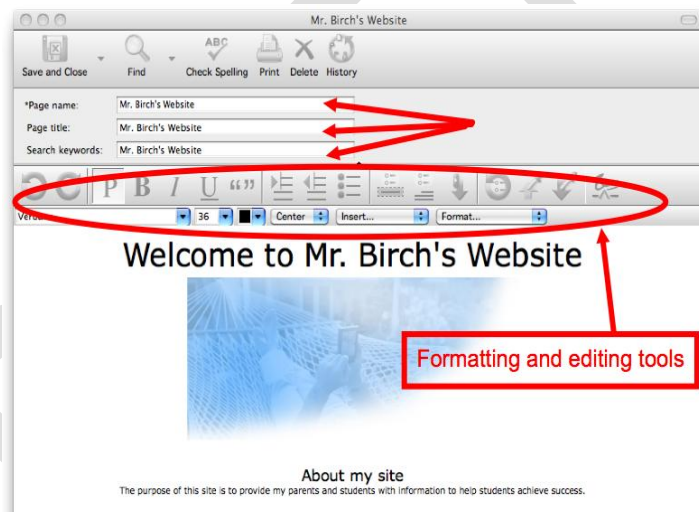 Mr. Birch's Website
ABC
Save and Close Find Check Spelling Print Delete History
*Page name: Mr. Birch's Website
Page title: Mr. Birch's Website
Search keywords: Mr. Birch's Website
P B I U “”
36 Center Insert... Format...
Welcome to Mr. Birch's Website
Formatting and editing tools
About my site
The purpose of this site is to provide my parents and students with information to help students achieve success.